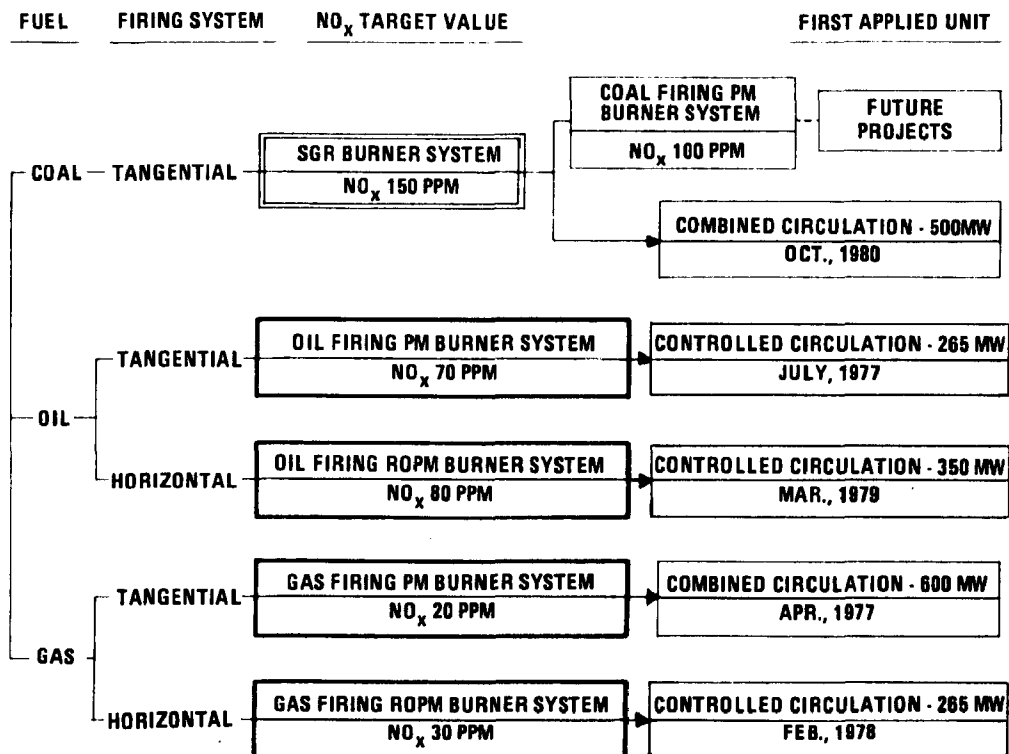 FUEL FIRING SYSTEM NOx TARGET VALUE FIRST APPLIED UNIT
COAL FIRING PM
BURNER SYSTEM
NOx 100 PPM
FUTURE
PROJECTS
COAL TANGENTIAL
SGR BURNER SYSTEM
NOx 150 PPM
COMBINED CIRCULATION - 500MW
OCT., 1980
OIL
TANGENTIAL
OIL FIRING PM BURNER SYSTEM
NOx 70 PPM
CONTROLLED CIRCULATION - 265 MW
JULY, 1977
HORIZONTAL
OIL FIRING ROPM BURNER SYSTEM
NOx 80 PPM
CONTROLLED CIRCULATION - 350 MW
MAR., 1979
GAS
TANGENTIAL
GAS FIRING PM BURNER SYSTEM
NOx 20 PPM
COMBINED CIRCULATION - 600 MW
APR., 1977
HORIZONTAL
GAS FIRING ROPM BURNER SYSTEM
NOx 30 PPM
CONTROLLED CIRCULATION - 265 MW
FEB., 1978